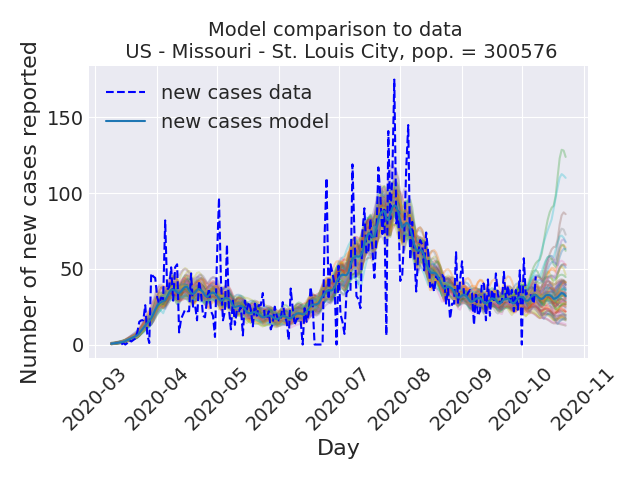 Model comparison to data
US - Missouri - St. Louis City, pop. = 300576
Number of new cases reported
new cases data
new cases model
150
100
50
0
2020-03
2020-04
2020-05
2020-06
2020-07
2020-08
2020-09
2020-10
2020-11
Day